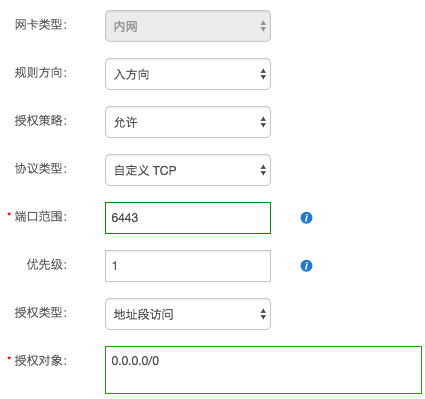 网卡类型： 内网
规则方向： 入方向
授权策略： 允许
协议类型： 自定义 TCP
* 端口范围： 6443
优先级： 1
授权类型： 地址段访问
* 授权对象： 0.0.0.0/0